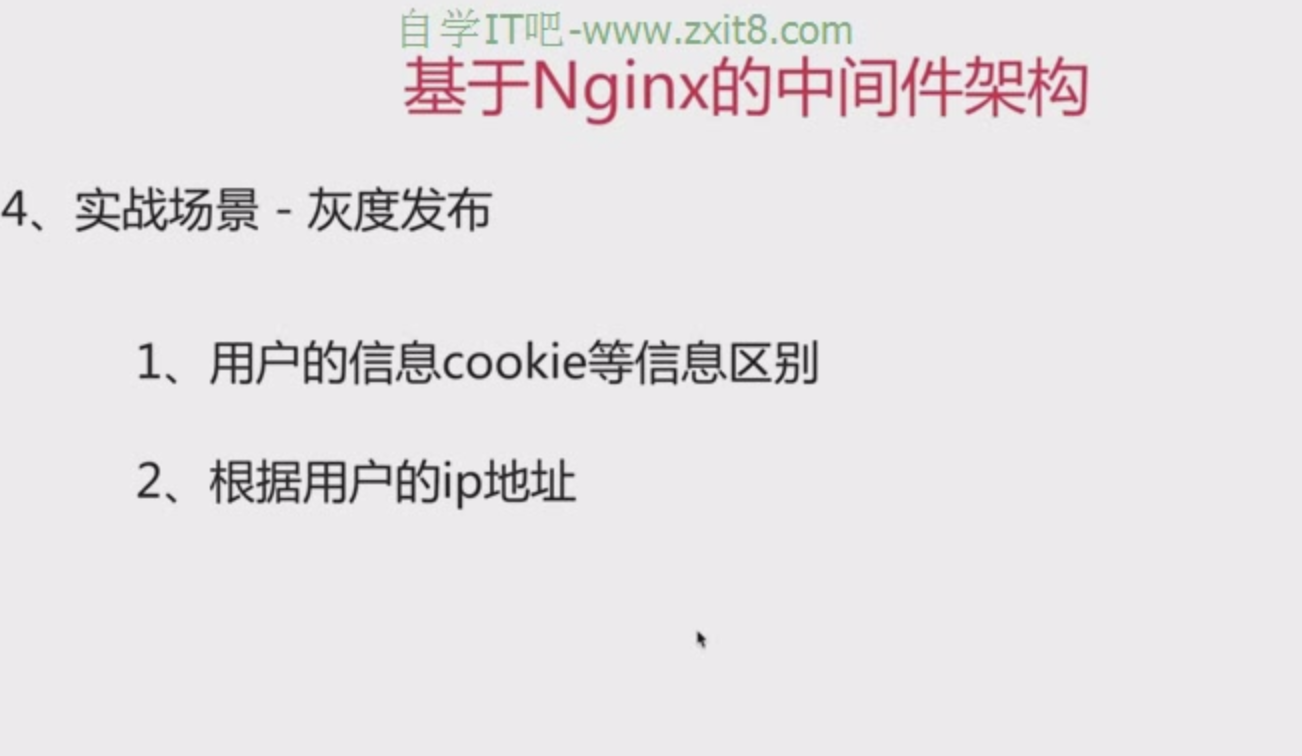 自学IT吧-www.zxit8.com
基于Nginx的中间件架构
4、实战场景 - 灰度发布
1、用户的信息cookie等信息区别
2、根据用户的ip地址